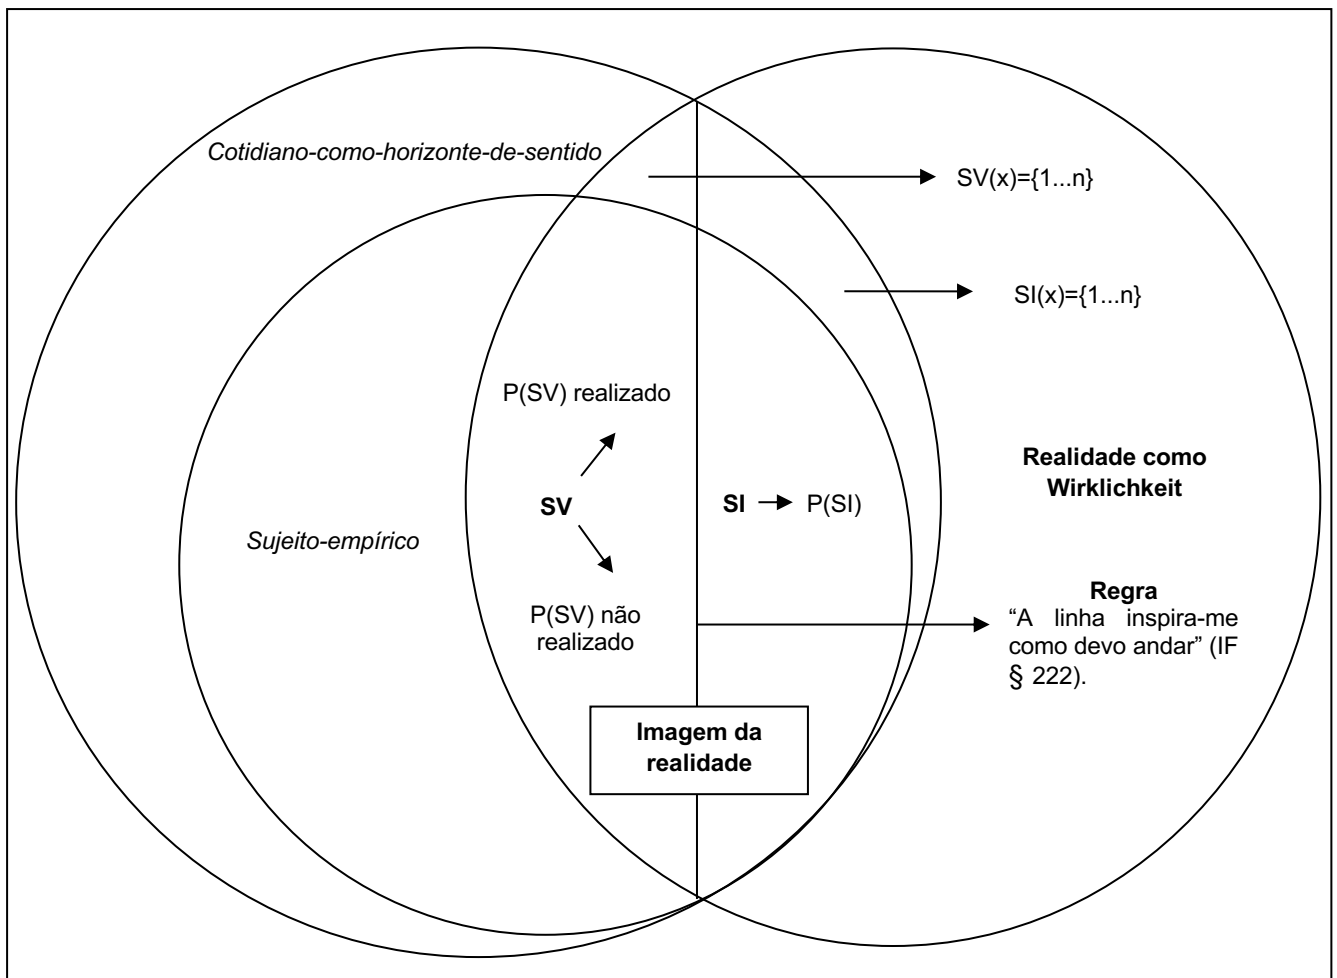 Cotidiano-como-horizonte-de-sentido
SV(x)={1...n}
SI(x)={1...n}
P(SV) realizado
Realidade como
Wirklichkeit
SV
SI
P(SI)
Sujeito-empírico
Regra
P(SV) não
realizado
“A linha inspira-me
como devo andar” (IF
§ 222).
Imagem da
realidade